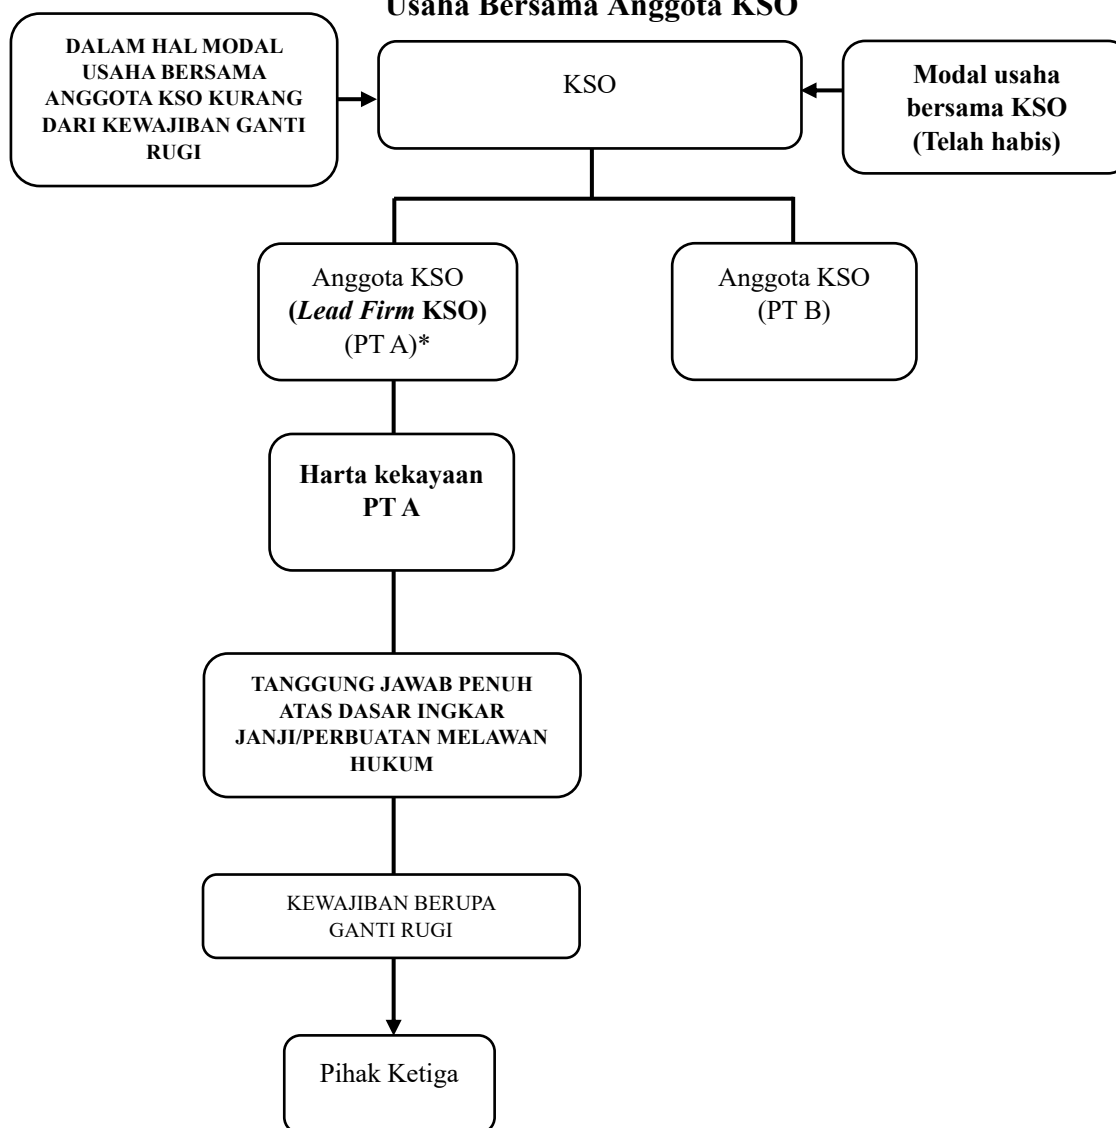 Usaha Bersama Anggota KSO
DALAM HAL MODAL
USAHA BERSAMA
ANGGOTA KSO KURANG
DARI KEWAJIBAN GANTI
RUGI
KSO
Modal usaha
bersama KSO
(Telah habis)
Anggota KSO
(Lead Firm KSO)
(PT A)*
Anggota KSO
(PT B)
Harta kekayaan
PT A
TANGGUNG JAWAB PENUH
ATAS DASAR INGKAR
JANJI/PERBUATAN MELAWAN
HUKUM
KEWAJIBAN BERUPA
GANTI RUGI
Pihak Ketiga